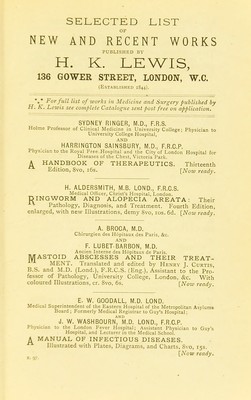 SELECTED LIST
OF
NEW AND RECENT WORKS
PUBLISHED BY
H. K. LEWIS,
136 GOWER STREET, LONDON, W.C.
(ESTABLISHED 1844).
*** For full list of works in Medicine and Surgery published by
H. K. Lewis see complete Catalogue sent post free on application.
SYDNEY RINGER, M.D., F.R.S.
Holme Professor of Clinical Medicine in University College; Physician to
University College Hospital,
AND
HARRINGTON SAINSBURY, M.D., F.R.C.P.
Physician to the Royal Free Hospital and the City of London Hospital for
Diseases of the Chest, Victoria Park.
A HANDBOOK OF THERAPEUTICS. Thirteenth
Edition, 8vo, 16s. [Now ready.
H. ALDERSMITH, M.B. LOND., F.R.C.S.
Medical Officer, Christ's Hospital, London.
RINGWORM AND ALOPECIA AREATA: Their
Pathology, Diagnosis, and Treatment. Fourth Edition,
enlarged, with new Illustrations, demy 8vo, 10s. 6d. [Now ready.
A. BROCA, M.D.
Chirurgien des Hôpitaux de Paris, &c.
AND
F. LUBET-BARBON, M.D.
Ancien Interne des Hôpitaux de Paris.
MASTOID ABSCESSES AND THEIR TREAT-
MENT. Translated and edited by HENRY J. CURTIS,
B.S. and M.D. (Lond.), F.R.C.S. (Eng.), Assistant to the Pro-
fessor of Pathology, University College, London, &c. With
coloured Illustrations, cr. 8vo, 6s. [Now ready.
E. W. GOODALL, M.D. LOND.
Medical Superintendent of the Eastern Hospital of the Metropolitan Asylums
Board; Formerly Medical Registrar to Guy's Hospital;
AND
J. W. WASHBOURN, M.D. LOND., F.R.C.P.
Physician to the London Fever Hospital; Assistant Physician to Guy's
Hospital, and Lecturer in the Medical School.
A MANUAL OF INFECTIOUS DISEASES.
Illustrated with Plates, Diagrams, and Charts, 8vo, 15s.
[Now ready.